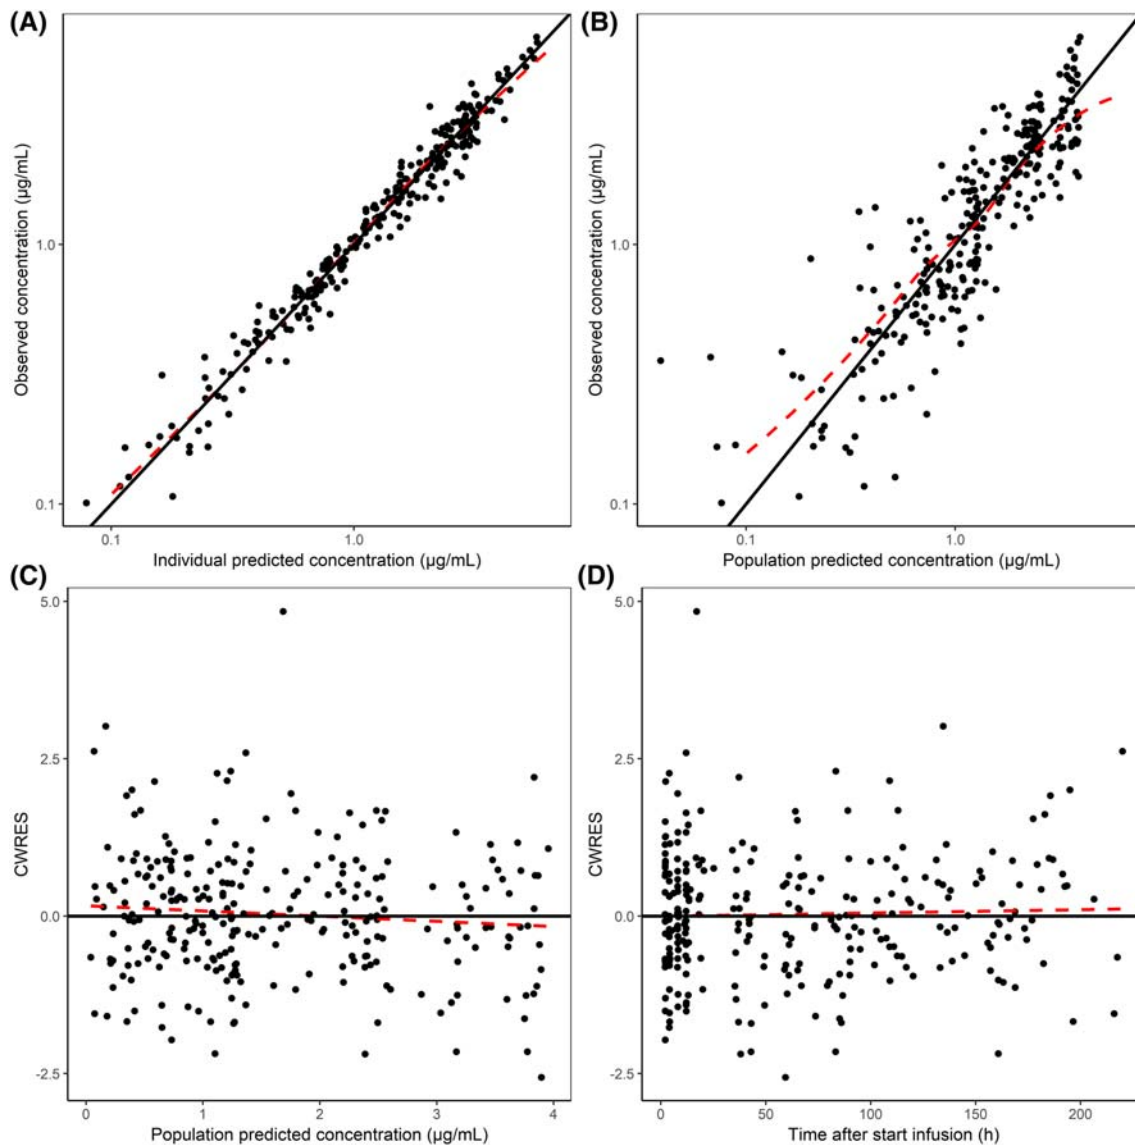 (A)
Observed concentration (µg/mL)
1.0
0.1
0.1 1.0
Individual predicted concentration (µg/mL)
(B)
Observed concentration (µg/mL)
1.0
0.1
0.1 1.0
Population predicted concentration (µg/mL)
(C)
CWRES
5.0
2.5
0.0
-2.5
0 1 2 3 4
Population predicted concentration (µg/mL)
(D)
CWRES
5.0
2.5
0.0
-2.5
0 50 100 150 200
Time after start infusion (h)